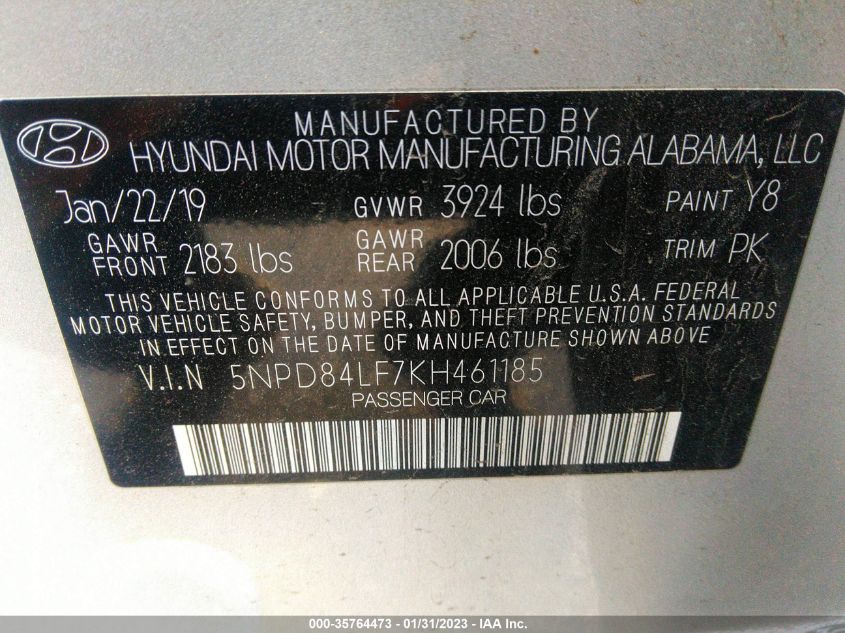 MANUFACTURED BY
HYUNDAI MOTOR MANUFACTURING ALABAMA, LLC
Jan/22/19 GVWR 3924 lbs PAINT Y8
GAWR FRONT 2183 lbs GAWR REAR 2006 lbs TRIM PK
THIS VEHICLE CONFORMS TO ALL APPLICABLE U.S.A. FEDERAL
MOTOR VEHICLE SAFETY, BUMPER, AND THEFT PREVENTION STANDARDS
IN EFFECT ON THE DATE OF MANUFACTURE SHOWN ABOVE
V.I.N 5NPD84LF7KH461185
PASSENGER CAR
000-35764473 - 01/31/2023 - IAA Inc.